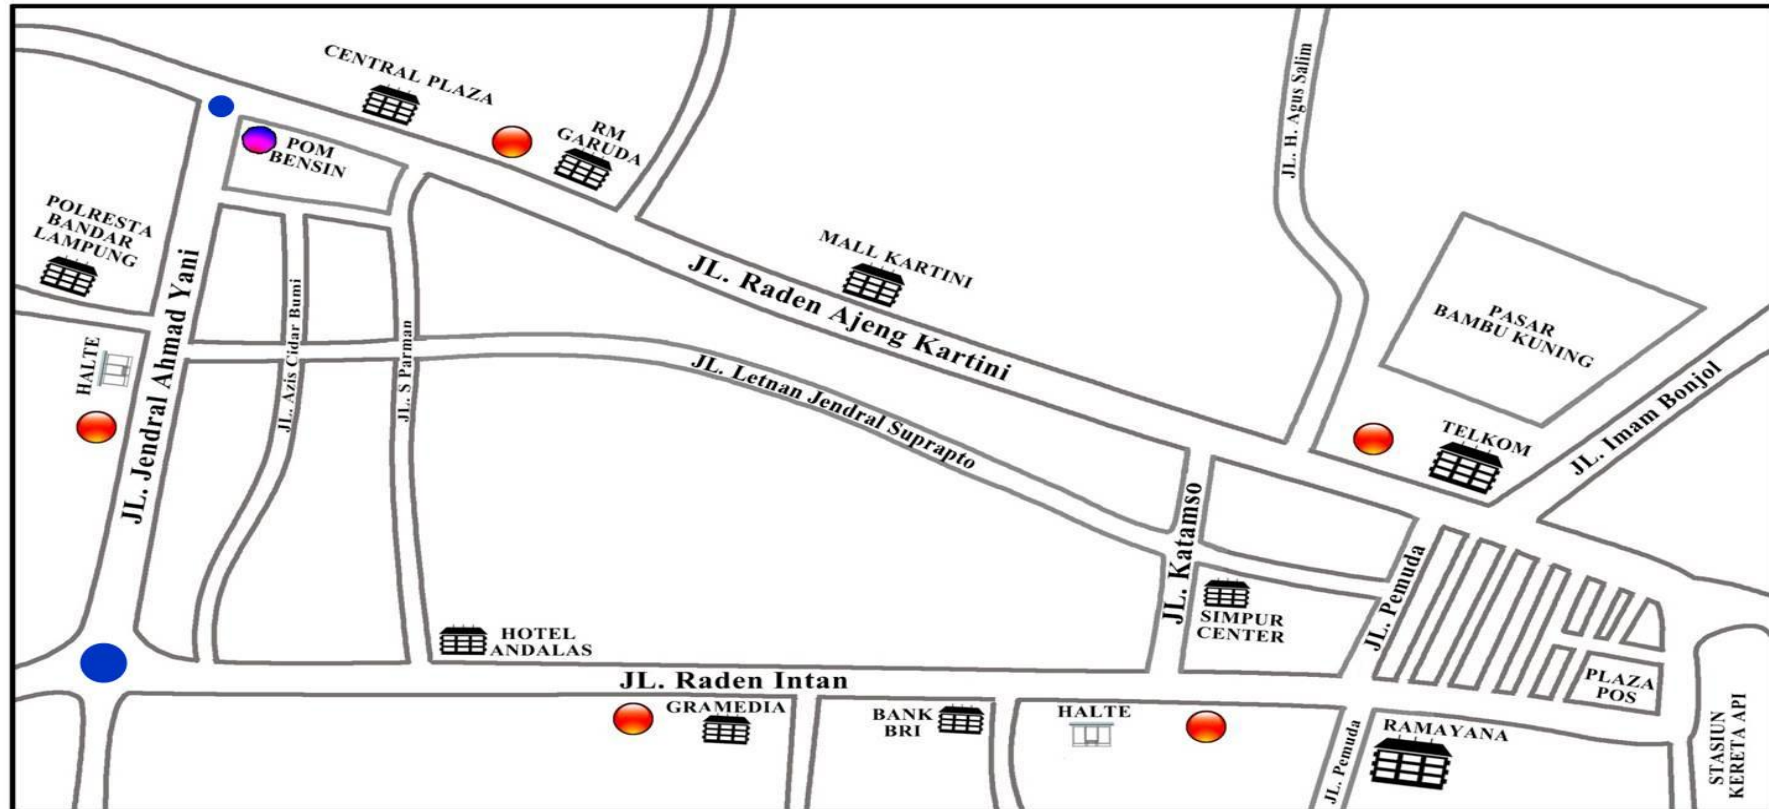 CENTRAL PLAZA
RM
GARUDA
JL. H. Agus Salim
POM
BENSIN
POLRESTA
BANDAR
LAMPUNG
MALL KARTINI
JL. Raden Ajeng Kartini
PASAR
BAMBU KUNING
HALTE
JL. Jendral Ahmad Yani
JL. Azis Cidar Bumi
JL. S Parman
JL. Letnan Jendral Suprapto
TELKOM
JL. Imam Bonjol
JL. Katamso
JL. Pemuda
SIMPUR
CENTER
HOTEL
ANDALAS
JL. Raden Intan
PLAZA
POS
GRAMEDIA
BANK
BRI
HALTE
JL. Pemuda
RAMAYANA
STASIUN
KERETA API